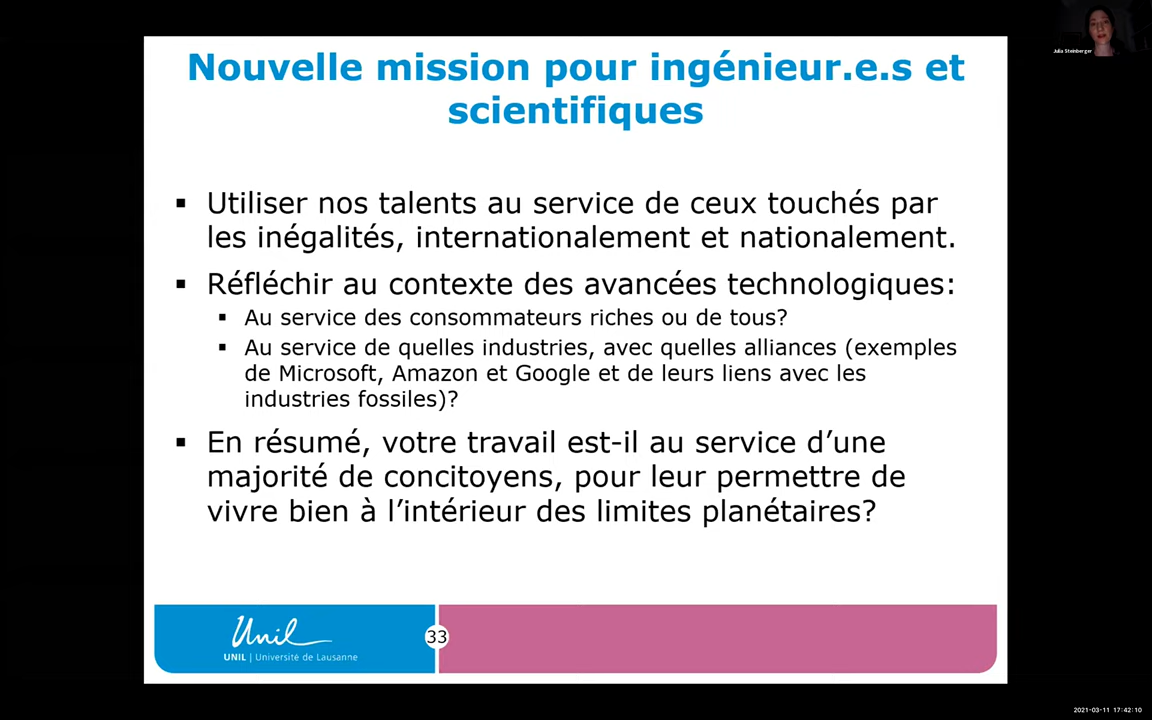 Nouvelle mission pour ingénieur.e.s et
scientifiques
Julia Steinberger
▪ Utiliser nos talents au service de ceux touchés par
les inégalités, internationalement et nationalement.
▪ Réfléchir au contexte des avancées technologiques:
▪ Au service des consommateurs riches ou de tous?
▪ Au service de quelles industries, avec quelles alliances (exemples
de Microsoft, Amazon et Google et de leurs liens avec les
industries fossiles)?
▪ En résumé, votre travail est-il au service d’une
majorité de concitoyens, pour leur permettre de
vivre bien à l’intérieur des limites planétaires?
Unil
UNIL | Université de Lausanne
33
2021-03-11 17:42:10